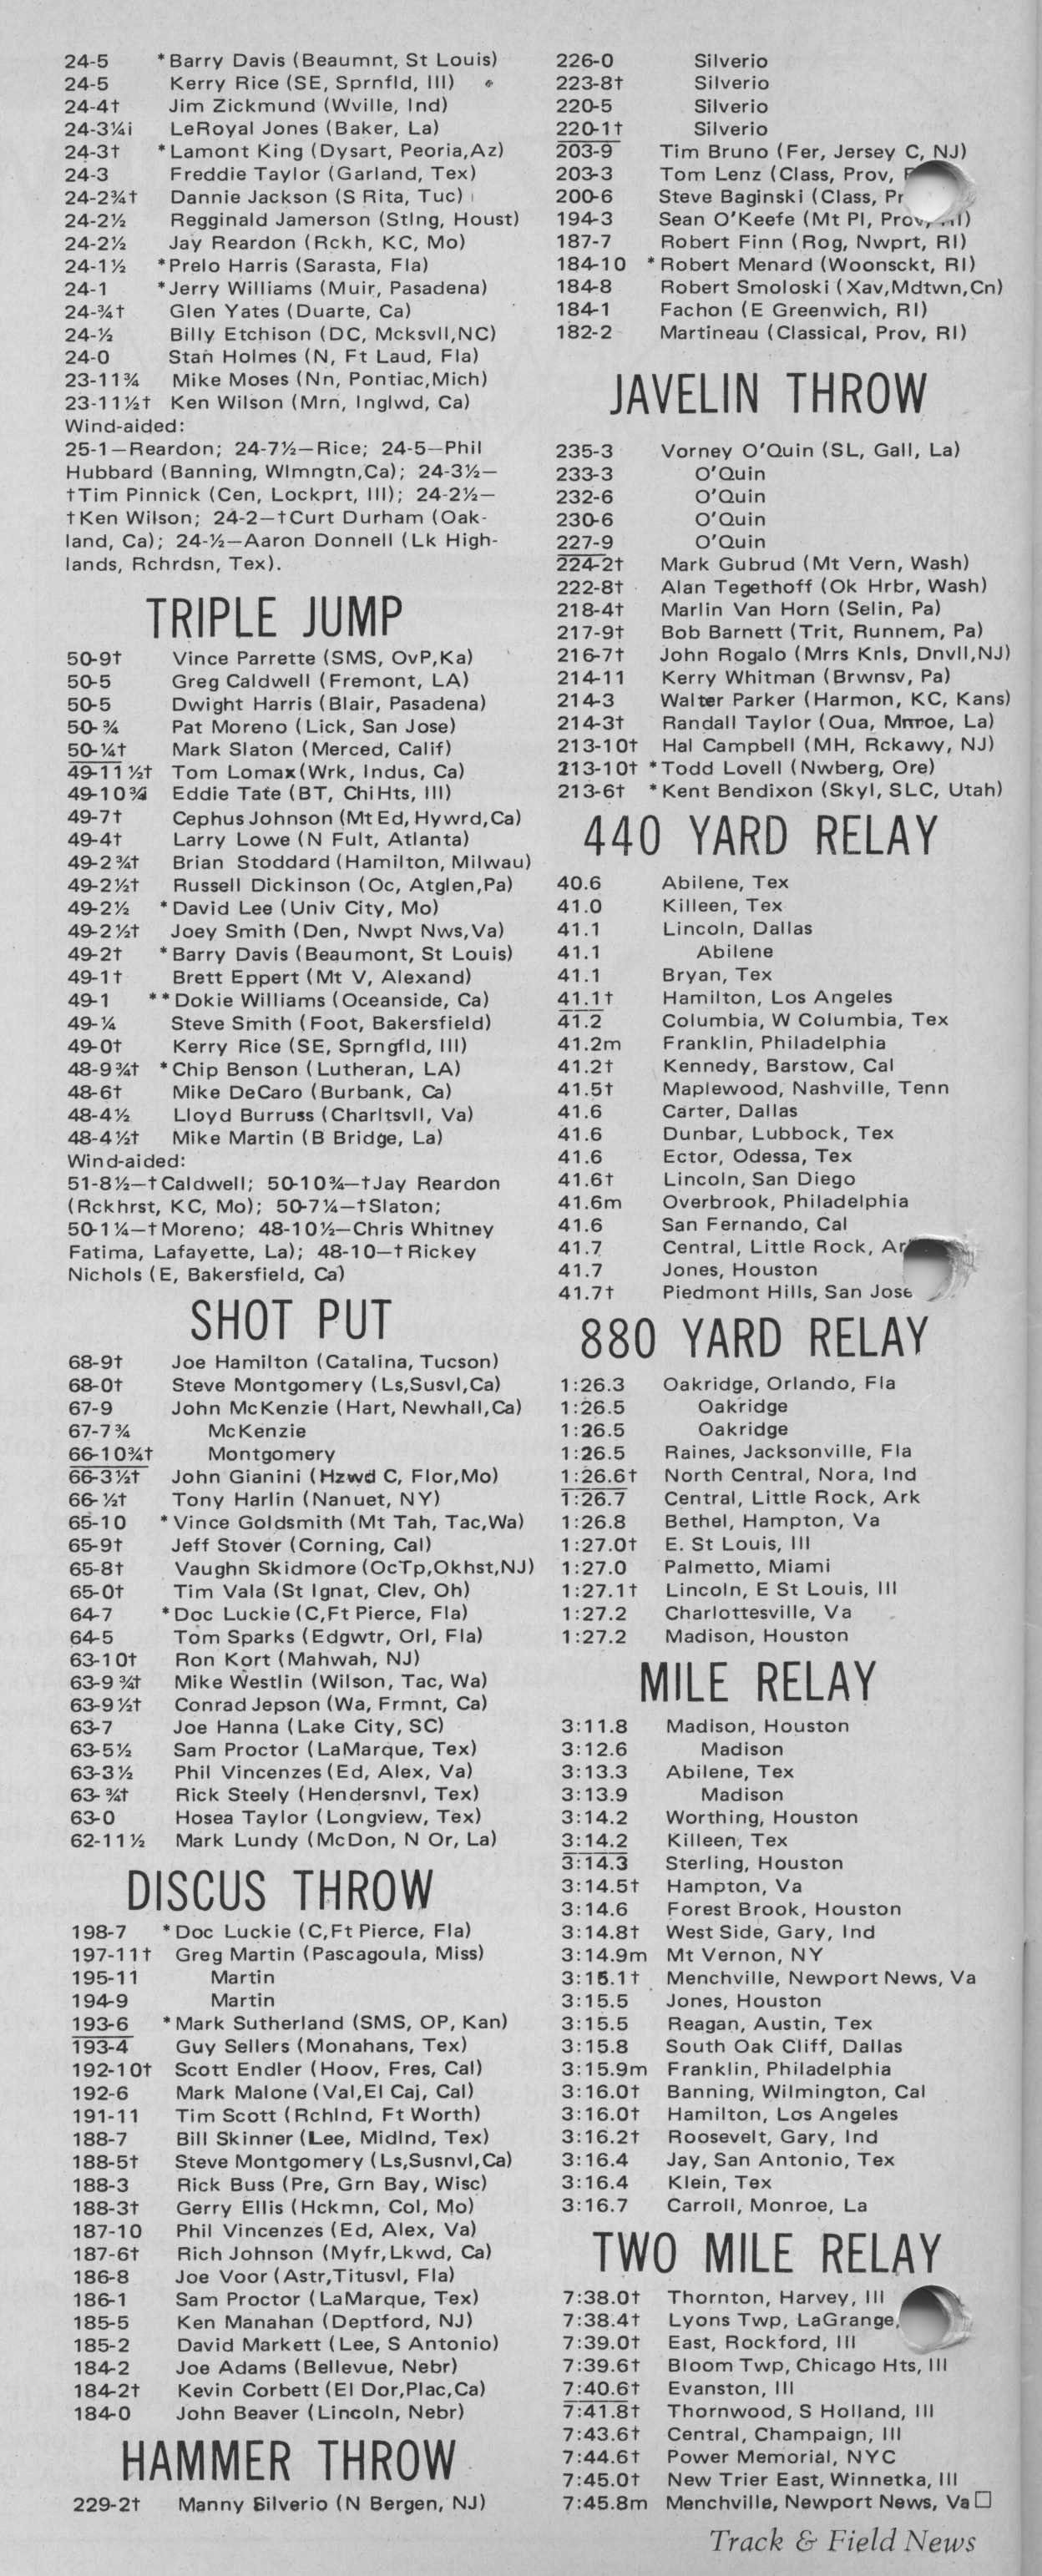 24-5 *Barry Davis (Beaumnt, St Louis)
24-5 Kerry Rice (SE, Sprnfld, Ill)
24-4† Jim Zickmund (Wville, Ind)
24-3¼i LeRoyal Jones (Baker, La)
24-3† *Lamont King (Dysart, Peoria,Az)
24-3 Freddie Taylor (Garland, Tex)
24-2¾† Dannie Jackson (S Rita, Tuc)
24-2½ Regginald Jamerson (Stlng, Houst)
24-2½ Jay Reardon (Rckh, KC, Mo)
24-1½ *Prelo Harris (Sarasta, Fla)
24-1 *Jerry Williams (Muir, Pasadena)
24-¾† Glen Yates (Duarte, Ca)
24-½ Billy Etchison (DC, Mcksvll,NC)
24-0 Stan Holmes (N, Ft Laud, Fla)
23-11¾ Mike Moses (Nn, Pontiac,Mich)
23-11½† Ken Wilson (Mrn, Inglwd, Ca)
Wind-aided:
25-1—Reardon; 24-7½—Rice; 24-5—Phil
Hubbard (Banning, Wlmngtn,Ca); 24-3½—
†Tim Pinnick (Cen, Lockprt, Ill); 24-2½—
†Ken Wilson; 24-2—†Curt Durham (Oak-
land, Ca); 24-½—Aaron Donnell (Lk High-
lands, Rchrdsn, Tex).
TRIPLE JUMP
50-9† Vince Parrette (SMS, OvP,Ka)
50-5 Greg Caldwell (Fremont, LA)
50-5 Dwight Harris (Blair, Pasadena)
50-¾ Pat Moreno (Lick, San Jose)
50-¼† Mark Slaton (Merced, Calif)
49-11½† Tom Lomax(Wrk, Indus, Ca)
49-10¾i Eddie Tate (BT, ChiHts, Ill)
49-7† Cephus Johnson (Mt Ed, Hywrd,Ca)
49-4† Larry Lowe (N Fult, Atlanta)
49-2¾† Brian Stoddard (Hamilton, Milwau)
49-2½† Russell Dickinson (Oc, Atglen,Pa)
49-2½ *David Lee (Univ City, Mo)
49-2½† Joey Smith (Den, Nwpt Nws,Va)
49-2† *Barry Davis (Beaumont, St Louis)
49-1† Brett Eppert (Mt V, Alexand)
49-1 **Dokie Williams (Oceanside, Ca)
49-¼ Steve Smith (Foot, Bakersfield)
49-0† Kerry Rice (SE, Sprngfld, Ill)
48-9¾† *Chip Benson (Lutheran, LA)
48-6† Mike DeCaro (Burbank, Ca)
48-4½ Lloyd Burruss (Charltsvll, Va)
48-4½† Mike Martin (B Bridge, La)
Wind-aided:
51-8½—†Caldwell; 50-10¾—†Jay Reardon
(Rckhrst, KC, Mo); 50-7¼—†Slaton;
50-1¼—†Moreno; 48-10½—Chris Whitney
Fatima, Lafayette, La); 48-10—†Rickey
Nichols (E, Bakersfield, Ca)
SHOT PUT
68-9† Joe Hamilton (Catalina, Tucson)
68-0† Steve Montgomery (Ls,Susvl,Ca)
67-9 John McKenzie (Hart, Newhall,Ca)
67-7¾ McKenzie
66-10¾† Montgomery
66-3½† John Gianini (Hzwd C, Flor,Mo)
66-½† Tony Harlin (Nanuet, NY)
65-10 *Vince Goldsmith (Mt Tah, Tac,Wa)
65-9† Jeff Stover (Corning, Cal)
65-8† Vaughn Skidmore (OcTp,Okhst,NJ)
65-0† Tim Vala (St Ignat, Clev, Oh)
64-7 *Doc Luckie (C,Ft Pierce, Fla)
64-5 Tom Sparks (Edgwtr, Orl, Fla)
63-10† Ron Kort (Mahwah, NJ)
63-9¾† Mike Westlin (Wilson, Tac, Wa)
63-9½† Conrad Jepson (Wa, Frmnt, Ca)
63-7 Joe Hanna (Lake City, SC)
63-5½ Sam Proctor (LaMarque, Tex)
63-3½ Phil Vincenzes (Ed, Alex, Va)
63-¾† Rick Steely (Hendersnvl, Tex)
63-0 Hosea Taylor (Longview, Tex)
62-11½ Mark Lundy (McDon, N Or, La)
DISCUS THROW
198-7 *Doc Luckie (C,Ft Pierce, Fla)
197-11† Greg Martin (Pascagoula, Miss)
195-11 Martin
194-9 Martin
193-6 *Mark Sutherland (SMS, OP, Kan)
193-4 Guy Sellers (Monahans, Tex)
192-10† Scott Endler (Hoov, Fres, Cal)
192-6 Mark Malone (Val,El Caj, Cal)
191-11 Tim Scott (Rchlnd, Ft Worth)
188-7 Bill Skinner (Lee, Midlnd, Tex)
188-5† Steve Montgomery (Ls,Susnvl,Ca)
188-3 Rick Buss (Pre, Grn Bay, Wisc)
188-3† Gerry Ellis (Hckmn, Col, Mo)
187-10 Phil Vincenzes (Ed, Alex, Va)
187-6† Rich Johnson (Myfr,Lkwd, Ca)
186-8 Joe Voor (Astr,Titusvl, Fla)
186-1 Sam Proctor (LaMarque, Tex)
185-5 Ken Manahan (Deptford, NJ)
185-2 David Markett (Lee, S Antonio)
184-2 Joe Adams (Bellevue, Nebr)
184-2† Kevin Corbett (El Dor,Plac,Ca)
184-0 John Beaver (Lincoln, Nebr)
HAMMER THROW
229-2† Manny Silverio (N Bergen, NJ)
226-0 Silverio
223-8† Silverio
220-5 Silverio
220-1† Silverio
203-9 Tim Bruno (Fer, Jersey C, NJ)
203-3 Tom Lenz (Class, Prov,
200-6 Steve Baginski (Class,
194-3 Sean O'Keefe (Mt Pl, Prov,
187-7 Robert Finn (Rog, Nwprt, RI)
184-10 *Robert Menard (Woonsckt, RI)
184-8 Robert Smoloski (Xav,Mdtwn,Cn)
184-1 Fachon (E Greenwich, RI)
182-2 Martineau (Classical, Prov, RI)
JAVELIN THROW
235-3 Vorney O'Quin (SL, Gall, La)
233-3 O'Quin
232-6 O'Quin
230-6 O'Quin
227-9 O'Quin
224-2† Mark Gubrud (Mt Vern, Wash)
222-8† Alan Tegethoff (Ok Hrbr, Wash)
218-4† Marlin Van Horn (Selin, Pa)
217-9† Bob Barnett (Trit, Runnem, Pa)
216-7† John Rogalo (Mrrs Knls, Dnvll,NJ)
214-11 Kerry Whitman (Brwnsv, Pa)
214-3 Walter Parker (Harmon, KC, Kans)
214-3† Randall Taylor (Oua, Mnroe, La)
213-10† Hal Campbell (MH, Rckawy, NJ)
213-10† *Todd Lovell (Nwberg, Ore)
213-6† *Kent Bendixon (Skyl, SLC, Utah)
440 YARD RELAY
40.6 Abilene, Tex
41.0 Killeen, Tex
41.1 Lincoln, Dallas
41.1 Abilene
41.1 Bryan, Tex
41.1† Hamilton, Los Angeles
41.2 Columbia, W Columbia, Tex
41.2m Franklin, Philadelphia
41.2† Kennedy, Barstow, Cal
41.5† Maplewood, Nashville, Tenn
41.6 Carter, Dallas
41.6 Dunbar, Lubbock, Tex
41.6 Ector, Odessa, Tex
41.6† Lincoln, San Diego
41.6m Overbrook, Philadelphia
41.6 San Fernando, Cal
41.7 Central, Little Rock,
41.7 Jones, Houston
41.7† Piedmont Hills, San Jose
880 YARD RELAY
1:26.3 Oakridge, Orlando, Fla
1:26.5 Oakridge
1:26.5 Oakridge
1:26.5 Raines, Jacksonville, Fla
1:26.6† North Central, Nora, Ind
1:26.7 Central, Little Rock, Ark
1:26.8 Bethel, Hampton, Va
1:27.0† E. St Louis, Ill
1:27.0 Palmetto, Miami
1:27.1† Lincoln, E St Louis, Ill
1:27.2 Charlottesville, Va
1:27.2 Madison, Houston
MILE RELAY
3:11.8 Madison, Houston
3:12.6 Madison
3:13.3 Abilene, Tex
3:13.9 Madison
3:14.2 Worthing, Houston
3:14.2 Killeen, Tex
3:14.3 Sterling, Houston
3:14.5† Hampton, Va
3:14.6 Forest Brook, Houston
3:14.8† West Side, Gary, Ind
3:14.9m Mt Vernon, NY
3:15.1† Menchville, Newport News, Va
3:15.5 Jones, Houston
3:15.5 Reagan, Austin, Tex
3:15.8 South Oak Cliff, Dallas
3:15.9m Franklin, Philadelphia
3:16.0† Banning, Wilmington, Cal
3:16.0† Hamilton, Los Angeles
3:16.2† Roosevelt, Gary, Ind
3:16.4 Jay, San Antonio, Tex
3:16.4 Klein, Tex
3:16.7 Carroll, Monroe, La
TWO MILE RELAY
7:38.0† Thornton, Harvey, Ill
7:38.4† Lyons Twp, LaGrange,
7:39.0† East, Rockford, Ill
7:39.6† Bloom Twp, Chicago Hts, Ill
7:40.6† Evanston, Ill
7:41.8† Thornwood, S Holland, Ill
7:43.6† Central, Champaign, Ill
7:44.6† Power Memorial, NYC
7:45.0† New Trier East, Winnetka, Ill
7:45.8m Menchville, Newport News, Va □
Track & Field News